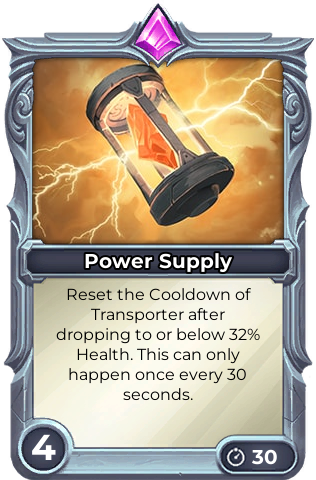 Power Supply
Reset the Cooldown of
Transporter after
dropping to or below 32%
Health. This can only
happen once every 30
seconds.
4
30